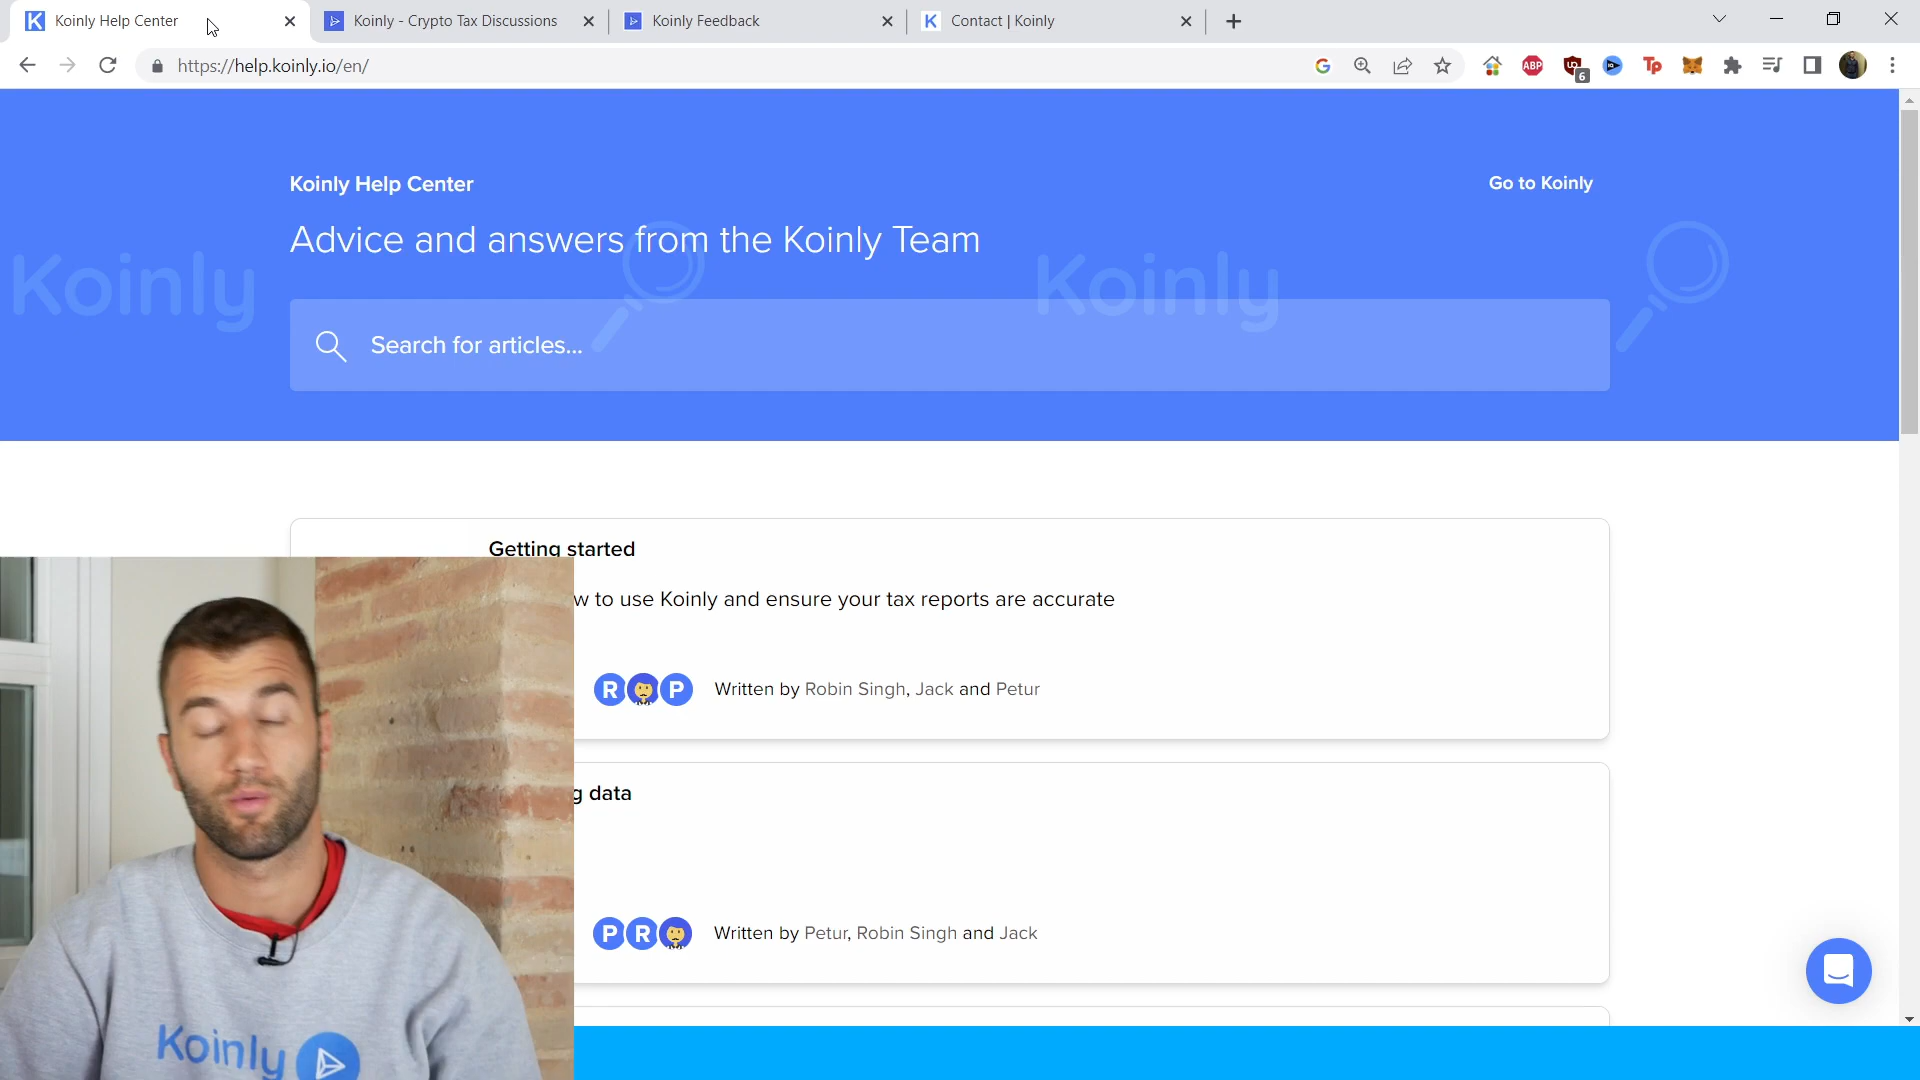 Koinly Help Center
Koinly - Crypto Tax Discussions
Koinly Feedback
Contact | Koinly
https://help.koinly.io/en/
ABP
6
Tp
Koinly Help Center
Go to Koinly
Advice and answers from the Koinly Team
Koinly
Koinly
Search for articles...
Getting started
w to use Koinly and ensure your tax reports are accurate
R P
Written by Robin Singh, Jack and Petur
g data
P R
Written by Petur, Robin Singh and Jack
Koinly